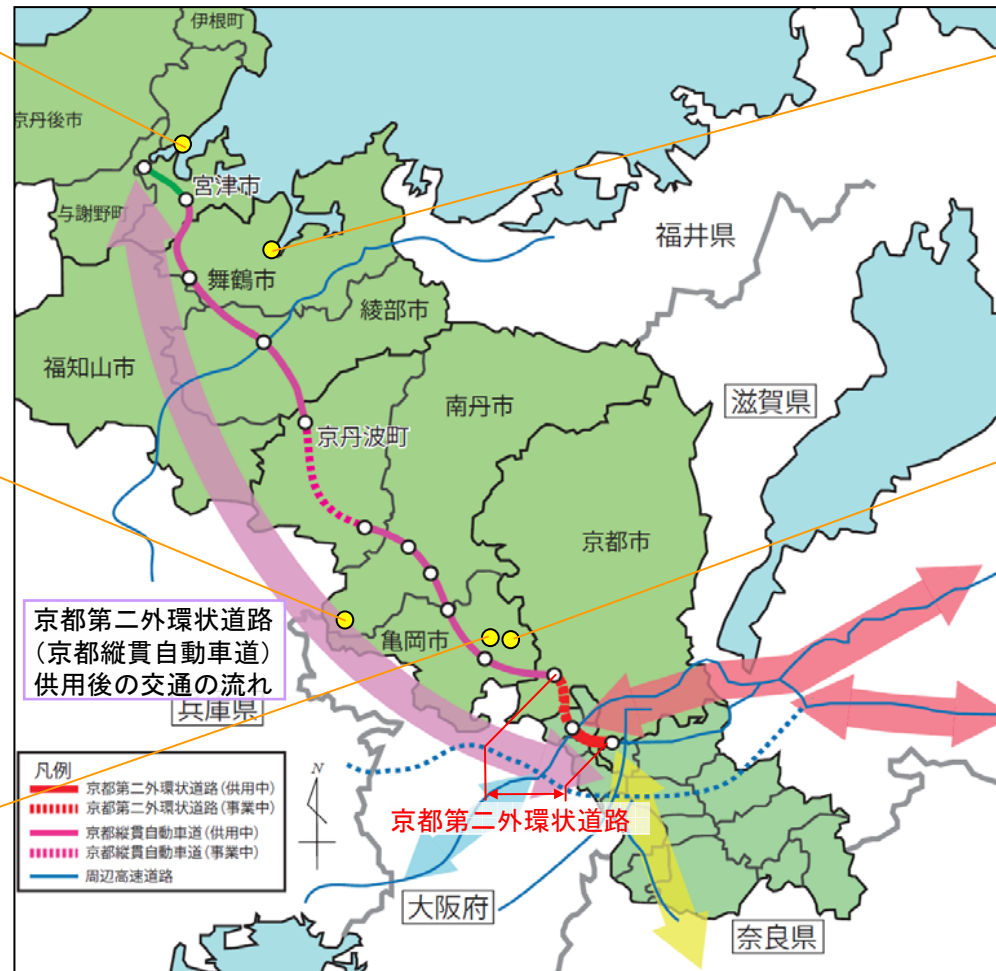 伊根町
京丹後市
宮津市
与謝野町
福井県
舞鶴市
綾部市
福知山市
滋賀県
南丹市
京丹波町
京都市
京都第二外環状道路
(京都縦貫自動車道)
供用後の交通の流れ
亀岡市
兵庫県
凡例
京都第二外環状道路(供用中)
京都第二外環状道路(事業中)
京都縦貫自動車道(供用中)
京都縦貫自動車道(事業中)
周辺高速道路
N
京都第二外環状道路
大阪府
奈良県